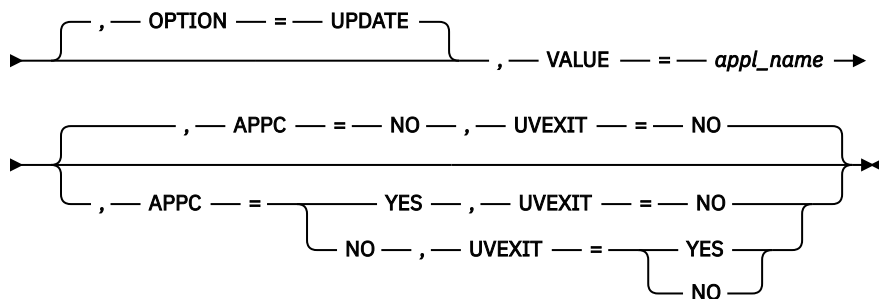 , OPTION = UPDATE
, VALUE = appl_name
, APPC = NO , UVEXIT = NO
, APPC = YES , UVEXIT = NO
NO , UVEXIT = YES
NO